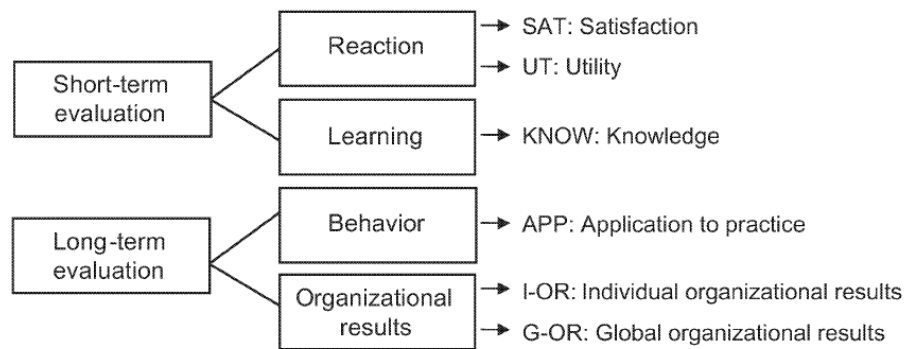 Short-term
evaluation
Reaction
SAT: Satisfaction
UT: Utility
Learning
KNOW: Knowledge
Long-term
evaluation
Behavior
APP: Application to practice
Organizational
results
I-OR: Individual organizational results
G-OR: Global organizational results